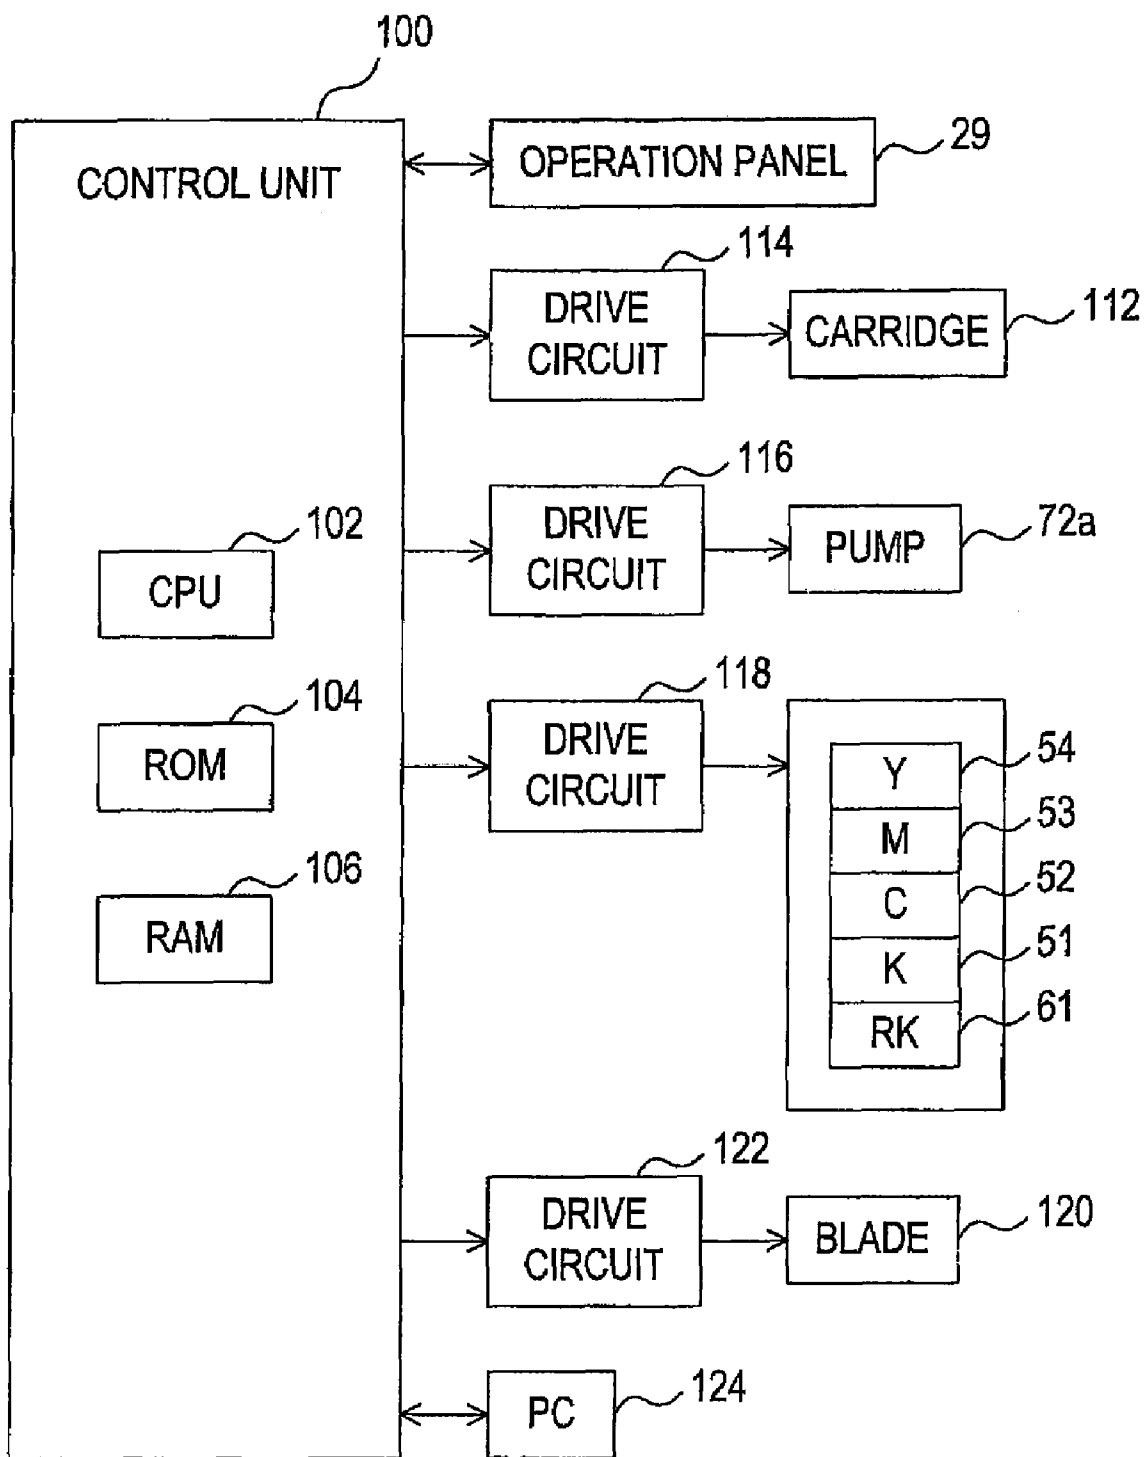 100
CONTROL UNIT
OPERATION PANEL
29
114
DRIVE
CIRCUIT
CARRIDGE
112
116
DRIVE
CIRCUIT
PUMP
72a
102
CPU
104
ROM
106
RAM
118
DRIVE
CIRCUIT
Y
54
M
53
C
52
K
51
RK
61
122
DRIVE
CIRCUIT
BLADE
120
PC
124